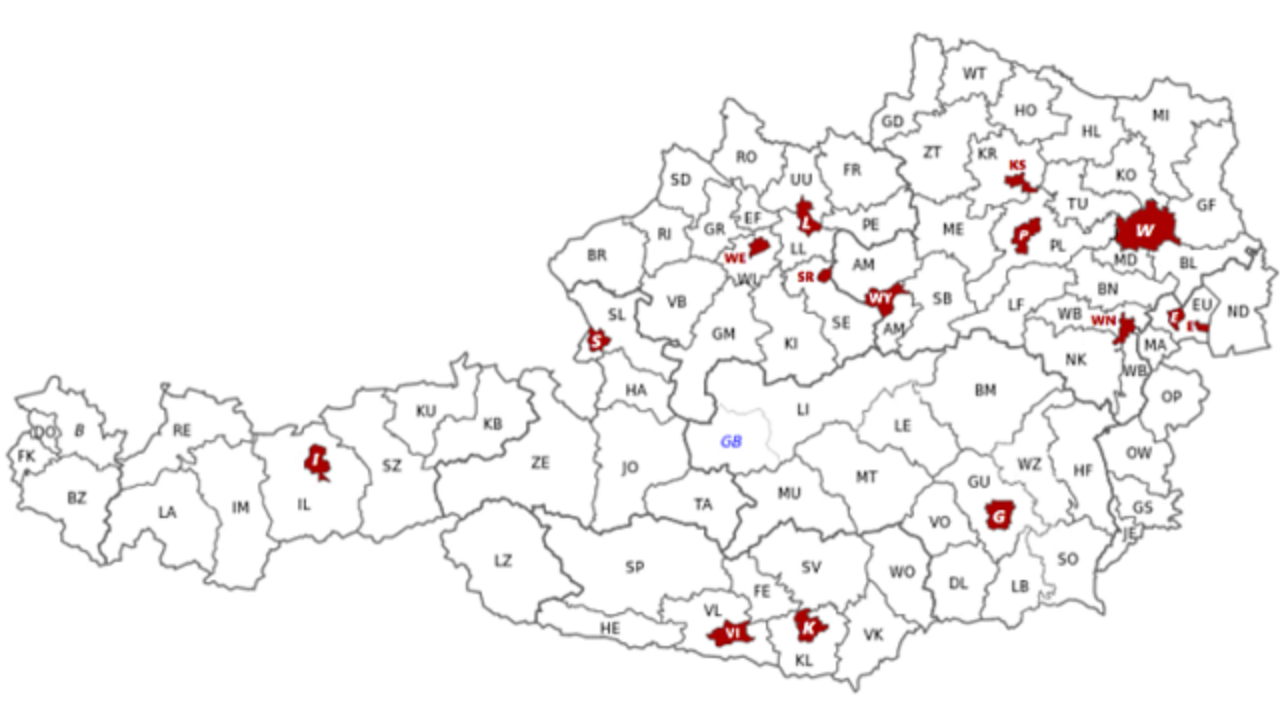 WT
HO
MI
GD
HL
ZT
KR
KS
RO
FR
UU
SD
KO
TU
GF
EF
GR
L
PE
ME
P
PL
W
RI
WE
LL
BR
WL
SR
AM
MD
BL
VB
WY
SB
BN
SL
LF
WB
WN
E
EU
E
ND
S
GM
KI
SE
AM
MA
NK
WB
HA
BM
OP
KU
KB
LI
LE
DO
B
RE
GB
FK
I
SZ
ZE
JO
OW
BZ
LA
IM
IL
TA
MU
MT
GU
WZ
HF
VO
G
GS
JE
LZ
SP
SV
WO
DL
LB
SO
FE
HE
VL
VI
K
VK
KL